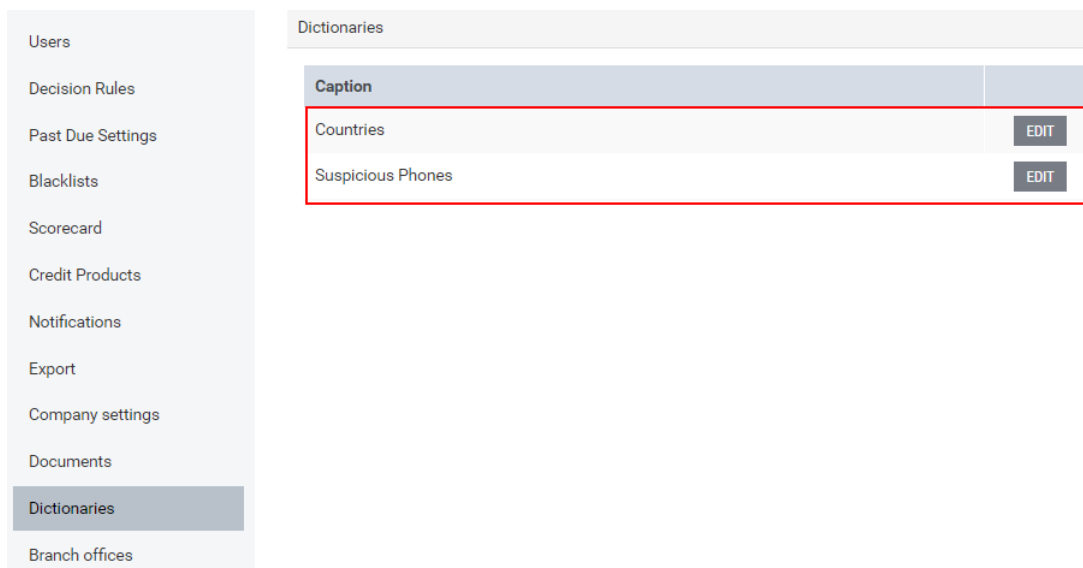 Users
Decision Rules
Past Due Settings
Blacklists
Scorecard
Credit Products
Notifications
Export
Company settings
Documents
Dictionaries
Branch offices
Dictionaries
Caption
Countries EDIT
Suspicious Phones EDIT